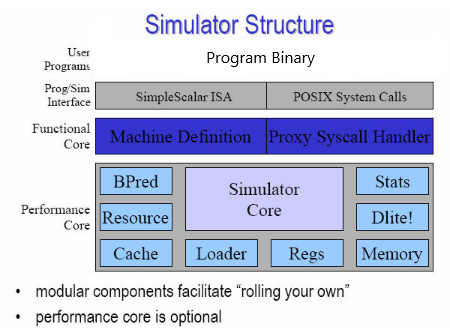 Simulator Structure
User
Programs
Program Binary
Prog/Sim
Interface
SimpleScalar ISA
POSIX System Calls
Functional
Core
Machine Definition
Proxy Syscall Handler
Performance
Core
BPred
Simulator
Core
Stats
Resource
Dlite!
Cache
Loader
Regs
Memory
• modular components facilitate “rolling your own”
• performance core is optional